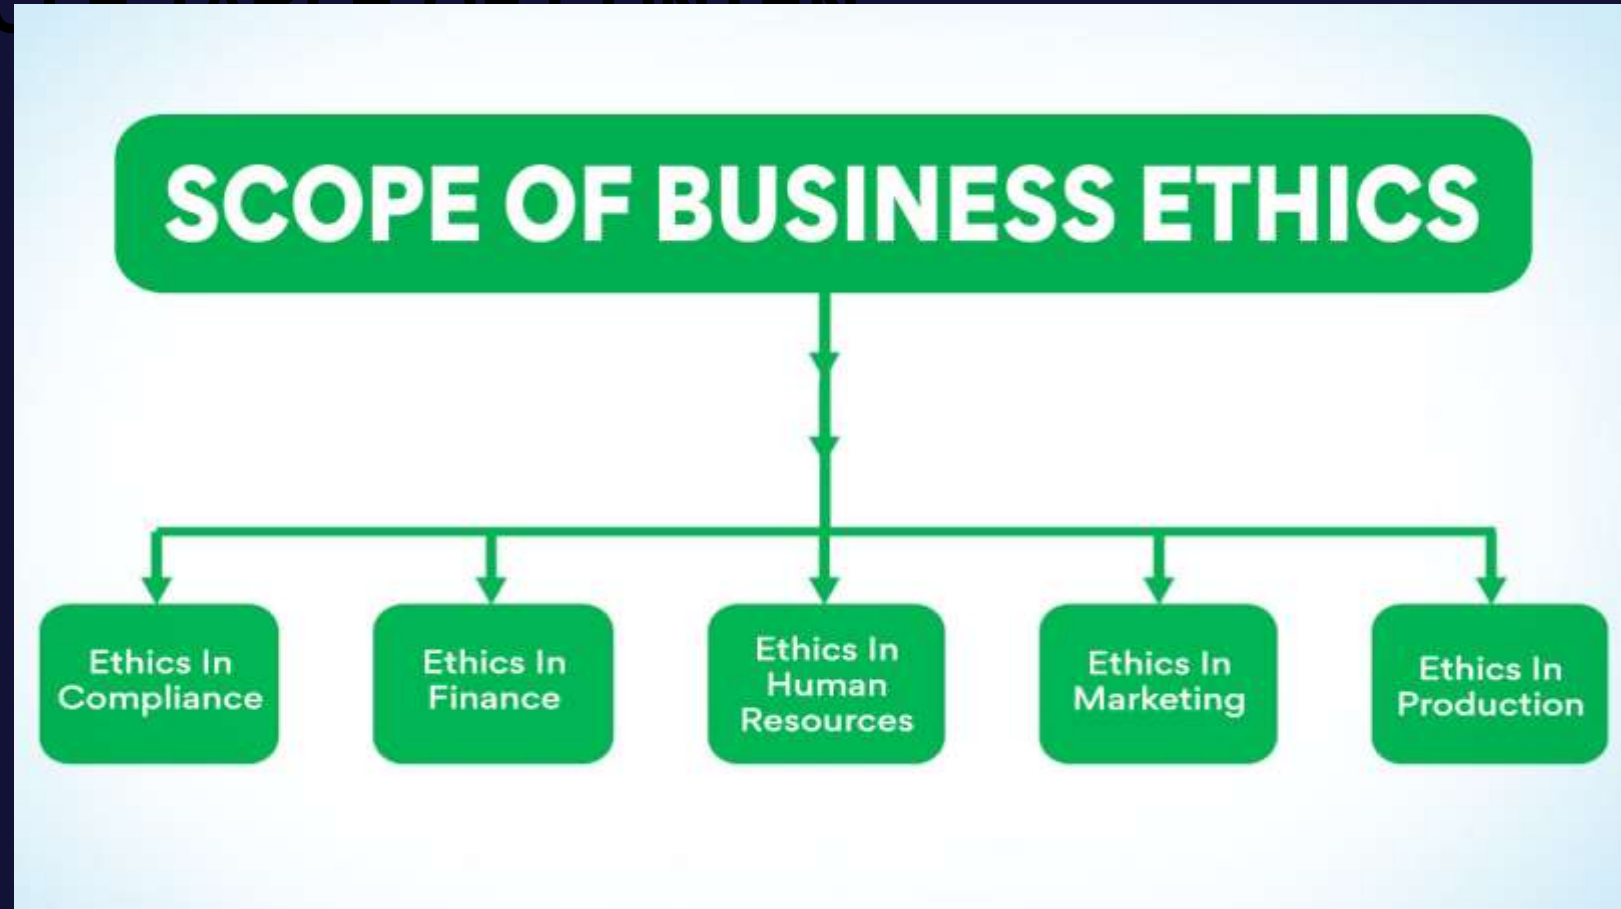 SCOPE OF BUSINESS ETHICS
Ethics In
Compliance
Ethics In
Finance
Ethics In
Human
Resources
Ethics In
Marketing
Ethics In
Production